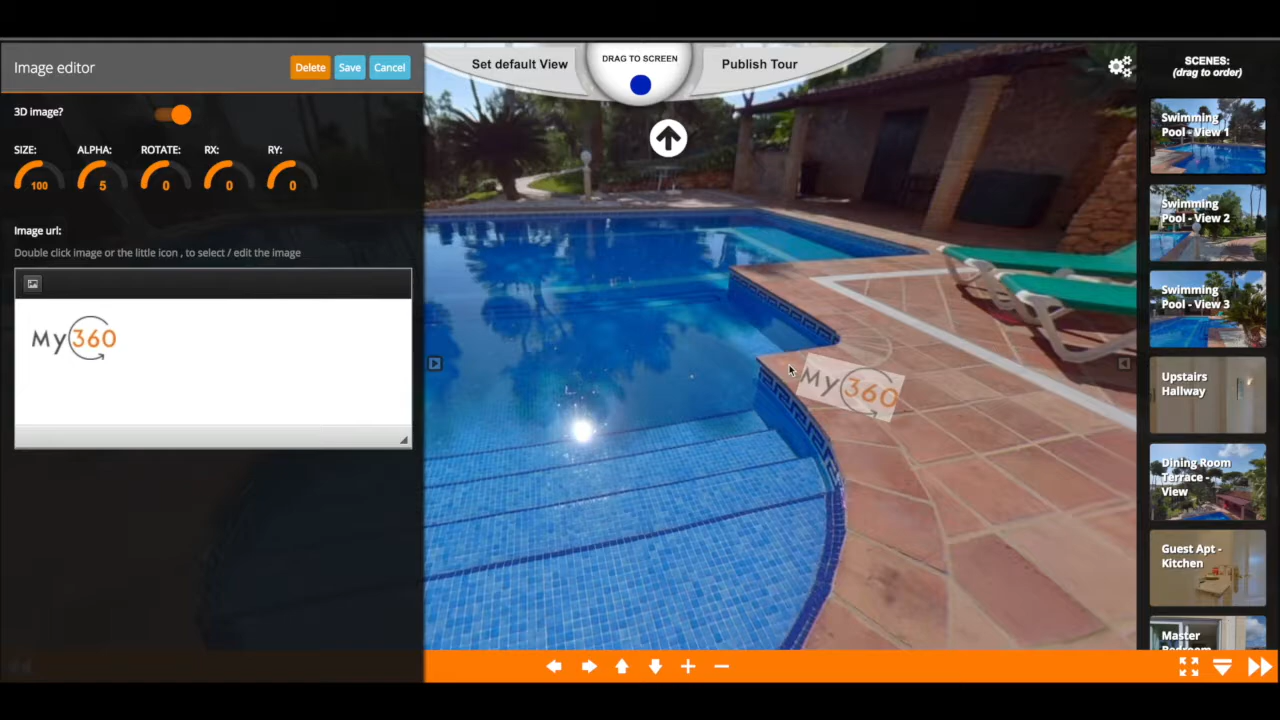 Image editor
Delete
Save
Cancel
3D image?
SIZE:
ALPHA:
ROTATE:
RX:
RY:
100
5
0
0
0
Image url:
Double click image or the little icon , to select / edit the image
My360
Set default View
DRAG TO SCREEN
Publish Tour
My360
SCENES:
(drag to order)
Swimming
Pool - View 1
Swimming
Pool - View 2
Swimming
Pool - View 3
Upstairs
Hallway
Dining Room
Terrace -
View
Guest Apt -
Kitchen
Master
Bedroom